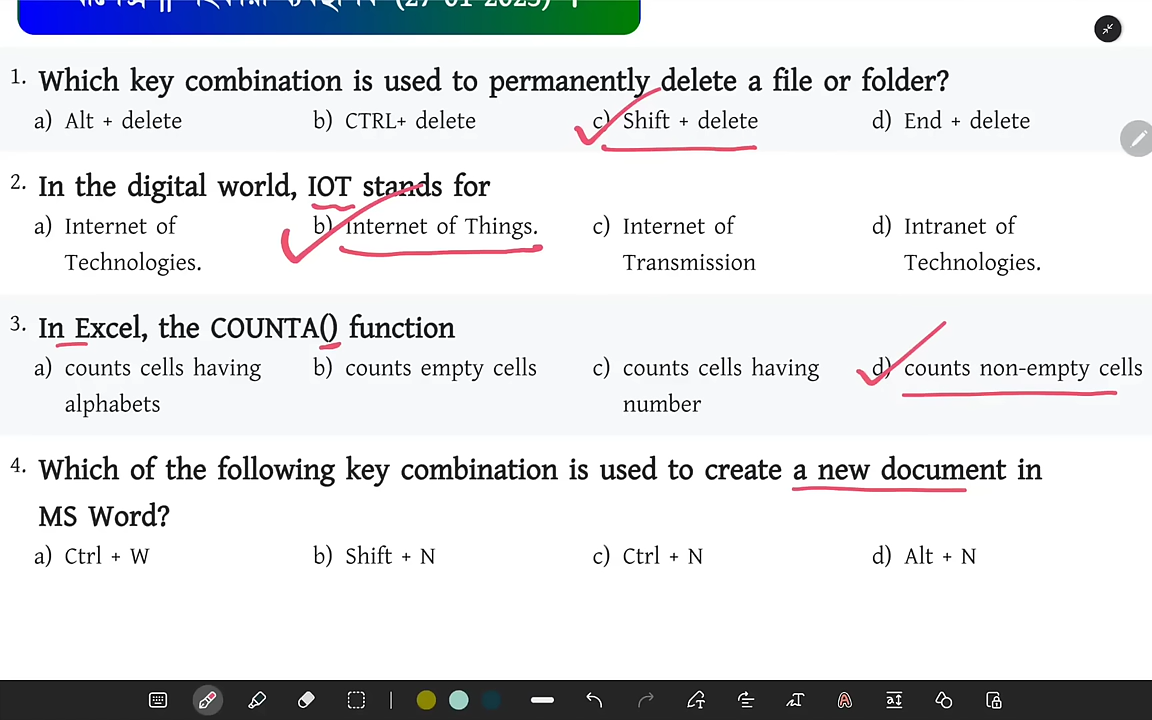 (27-01-2025)
1. Which key combination is used to permanently delete a file or folder?
a) Alt + delete b) CTRL+ delete c) Shift + delete d) End + delete
2. In the digital world, IOT stands for
a) Internet of Technologies. b) Internet of Things. c) Internet of Transmission d) Intranet of Technologies.
3. In Excel, the COUNTA() function
a) counts cells having alphabets b) counts empty cells c) counts cells having number d) counts non-empty cells
4. Which of the following key combination is used to create a new document in
MS Word?
a) Ctrl + W b) Shift + N c) Ctrl + N d) Alt + N